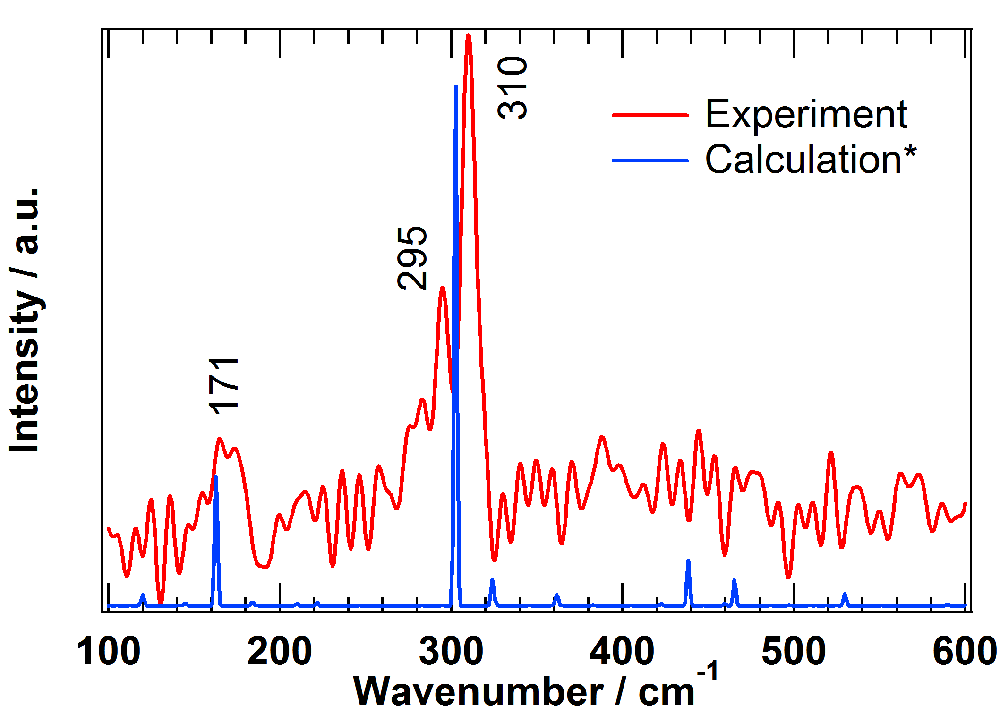 310
Experiment
Calculation*
295
171
Intensity / a.u.
100 200 300 400 500 600
Wavenumber / cm-1